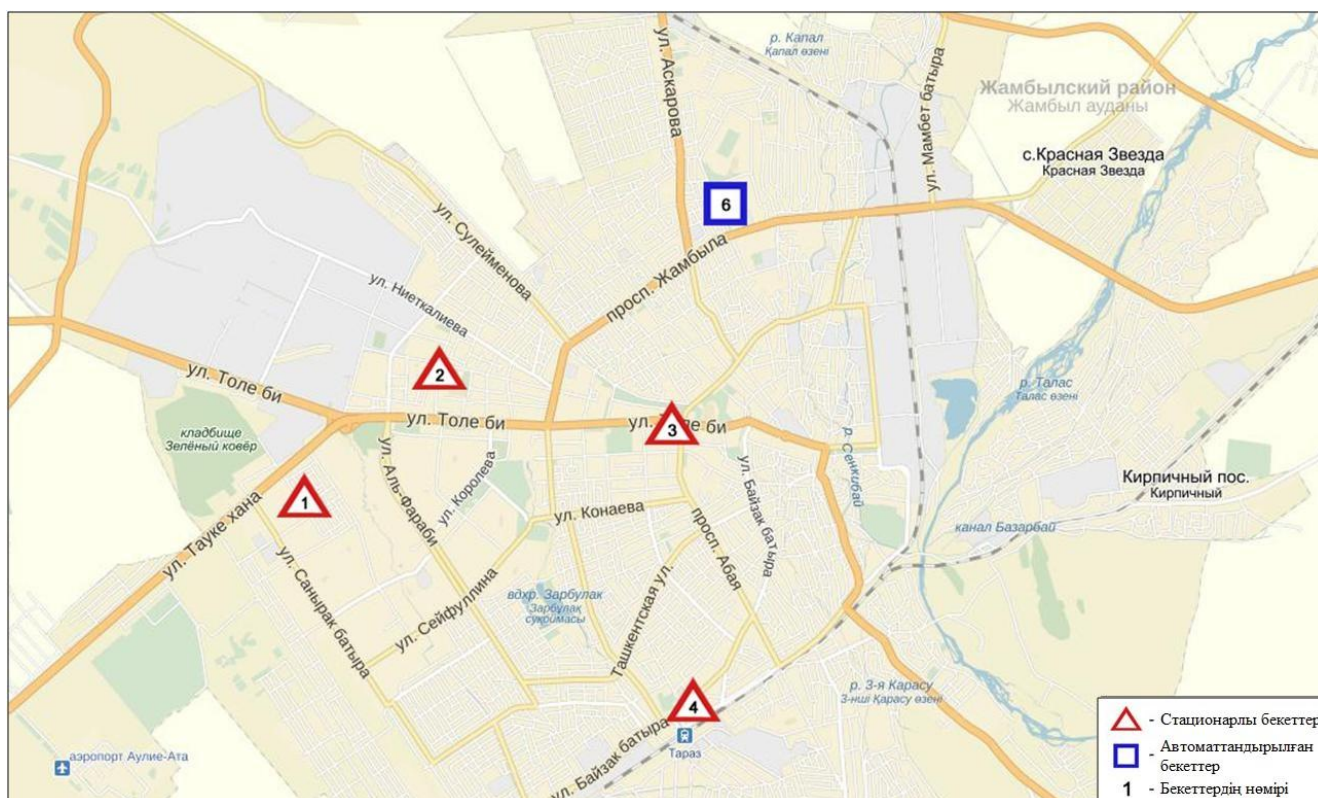 р. Капал
Қапал өзені
ул. Аскарова
ул. Мамбет батыра
Жамбылский район
Жамбыл ауданы
с.Красная Звезда
Красная Звезда
6
ул. Сулейменова
просп. Жамбыла
ул. Ниеткалиева
2
ул. Толе би
ул. Толе би
ул. Толе би
3
р. Талас
Талас өзені
кладбище
Зелёный ковёр
ул. Аль-Фараби
ул. Королева
ул. Байзак батыра
р. Сенкибай
Кирпичный пос.
Кирпичный
1
ул. Тауке хана
ул. Конаева
просп. Абая
канал Базарбай
ул. Санырак батыра
ул. Сейфуллина
вдхр. Зарбулак
Зарбұлақ
суқоймасы
Ташкентская ул.
4
р. 3-я Карасу
3-нші Қарасу өзені
ул. Байзак батыра
Тараз
аэропорт Аулие-Ата
- Стационарлы бекеттер
- Автоматтандырылған
бекеттер
1 - Бекеттердің нөмірі